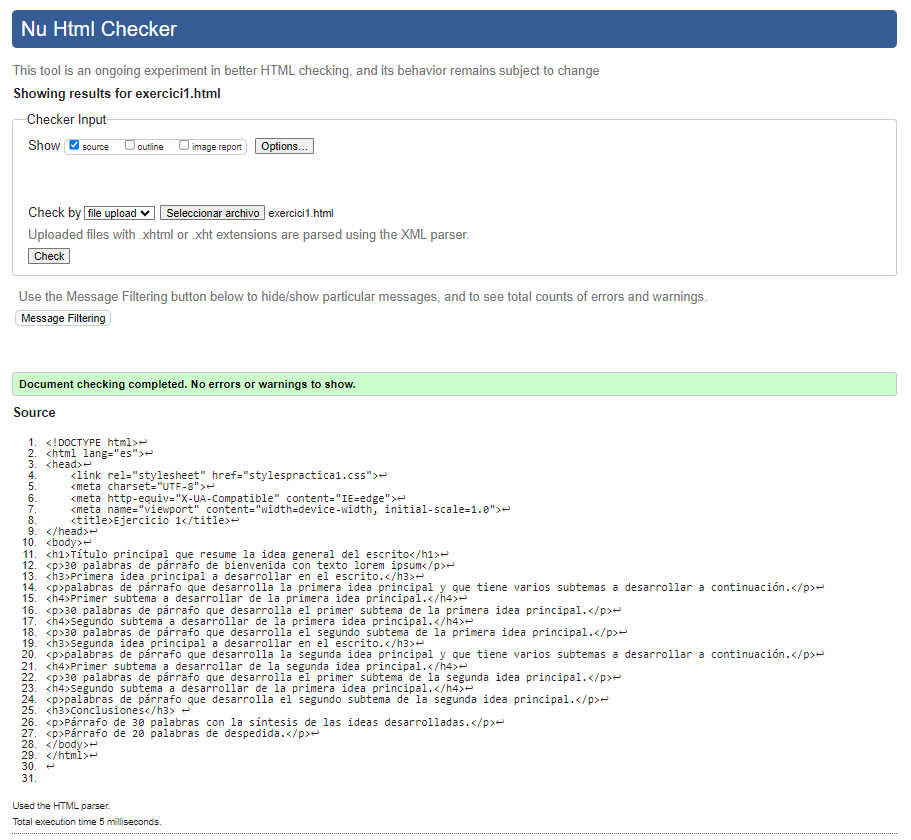 Nu Html Checker
This tool is an ongoing experiment in better HTML checking, and its behavior remains subject to change
Showing results for exercici1.html
Checker Input
Show source outline image report Options...
Check by file upload Seleccionar archivo exercici1.html
Uploaded files with .xhtml or .xht extensions are parsed using the XML parser.
Check
Use the Message Filtering button below to hide/show particular messages, and to see total counts of errors and warnings.
Message Filtering
Document checking completed. No errors or warnings to show.
Source
1. <!DOCTYPE html>↩
2. <html lang="es">↩
3. <head>↩
4.     <link rel="stylesheet" href="stylespractica1.css">↩
5.     <meta charset="UTF-8">↩
6.     <meta http-equiv="X-UA-Compatible" content="IE=edge">↩
7.     <meta name="viewport" content="width=device-width, initial-scale=1.0">↩
8.     <title>Ejercicio 1</title>↩
9. </head>↩
10. <body>↩
11. <h1>Título principal que resume la idea general del escrito</h1>↩
12. <p>30 palabras de párrafo de bienvenida con texto lorem ipsum</p>↩
13. <h3>Primera idea principal a desarrollar en el escrito.</h3>↩
14. <p>palabras de párrafo que desarrolla la primera idea principal y que tiene varios subtemas a desarrollar a continuación.</p>↩
15. <h4>Primer subtema a desarrollar de la primera idea principal.</h4>↩
16. <p>30 palabras de párrafo que desarrolla el primer subtema de la primera idea principal.</p>↩
17. <h4>Segundo subtema a desarrollar de la primera idea principal.</h4>↩
18. <p>30 palabras de párrafo que desarrolla el segundo subtema de la primera idea principal.</p>↩
19. <h3>Segunda idea principal a desarrollar en el escrito.</h3>↩
20. <p>palabras de párrafo que desarrolla la segunda idea principal y que tiene varios subtemas a desarrollar a continuación.</p>↩
21. <h4>Primer subtema a desarrollar de la segunda idea principal.</h4>↩
22. <p>30 palabras de párrafo que desarrolla el primer subtema de la segunda idea principal.</p>↩
23. <h4>Segundo subtema a desarrollar de la primera idea principal.</h4>↩
24. <p>palabras de párrafo que desarrolla el segundo subtema de la segunda idea principal.</p>↩
25. <h3>Conclusiones</h3> ↩
26. <p>Párrafo de 30 palabras con la síntesis de las ideas desarrolladas.</p>↩
27. <p>Párrafo de 20 palabras de despedida.</p>↩
28. </body>↩
29. </html>↩
30. ↩
31.
Used the HTML parser.
Total execution time 5 milliseconds.